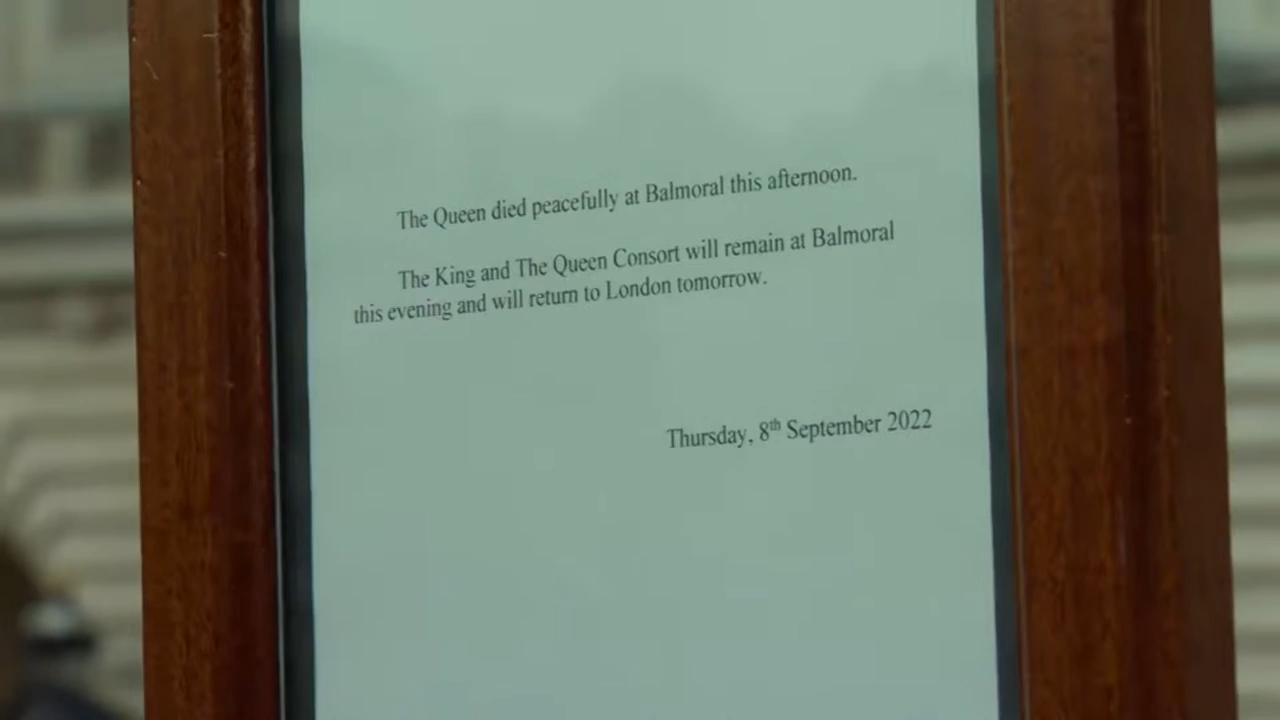 The Queen died peacefully at Balmoral this afternoon.
The King and The Queen Consort will remain at Balmoral
this evening and will return to London tomorrow.
Thursday, 8th September 2022